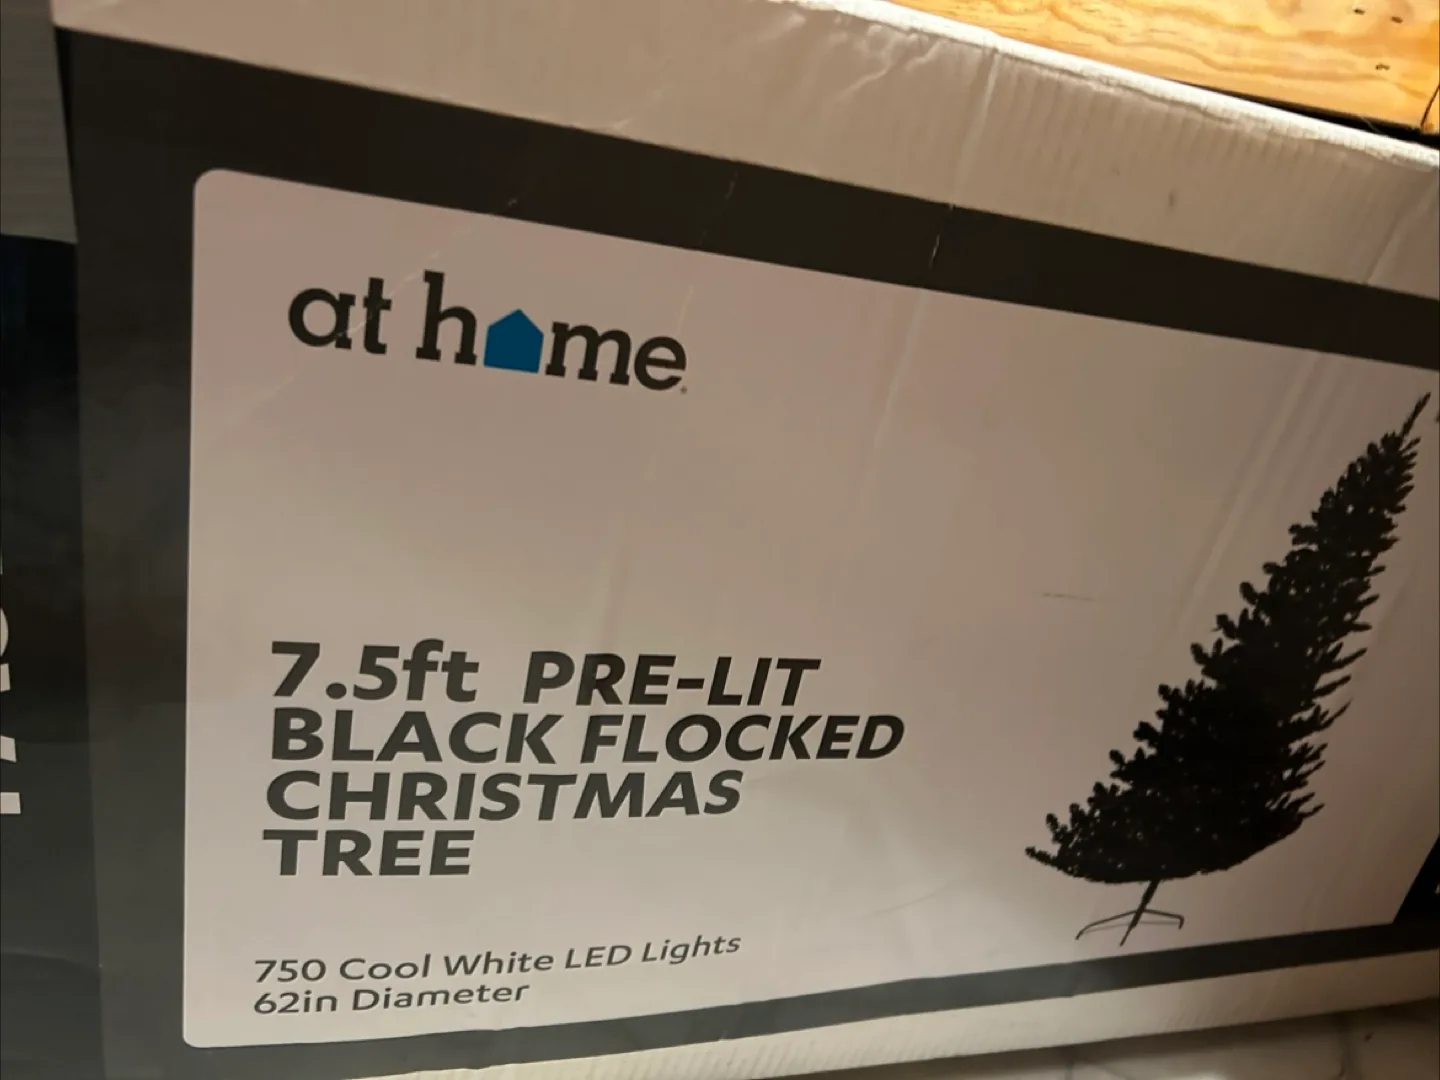 at home
7.5ft PRE-LIT
BLACK FLOCKED
CHRISTMAS
TREE
750 Cool White LED Lights
62in Diameter